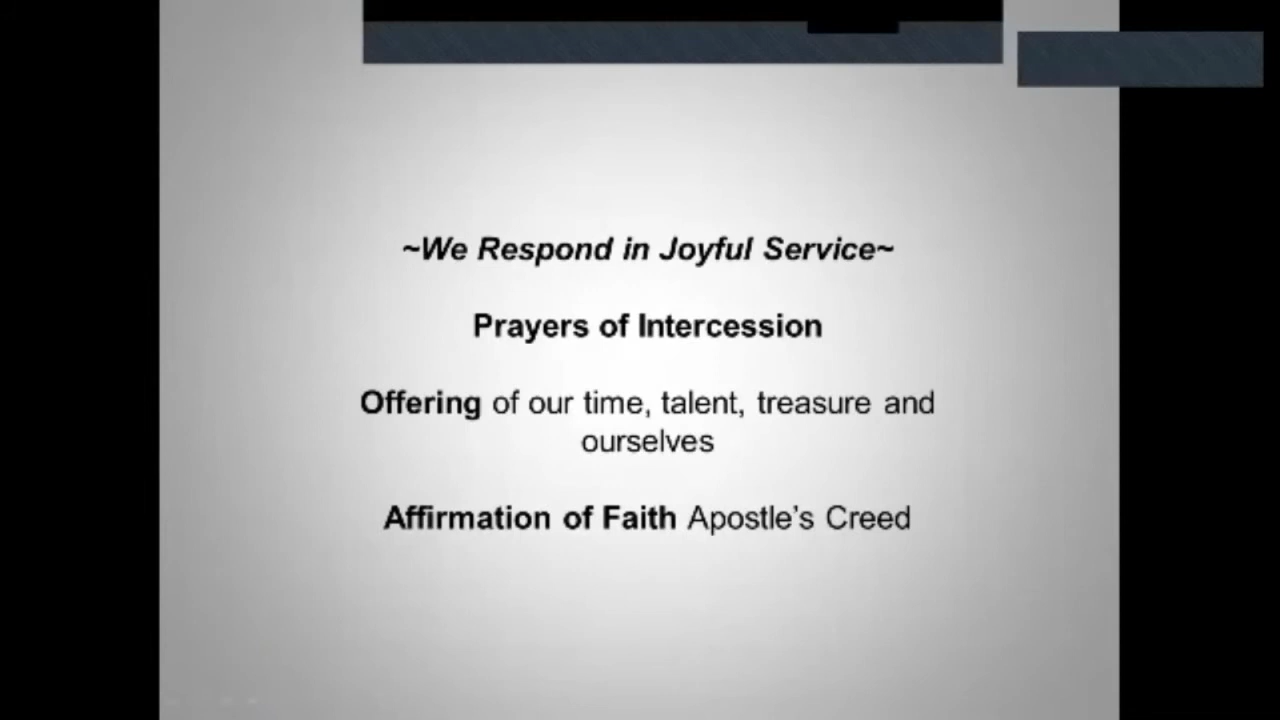 ~We Respond in Joyful Service~
Prayers of Intercession
Offering of our time, talent, treasure and
ourselves
Affirmation of Faith Apostle’s Creed